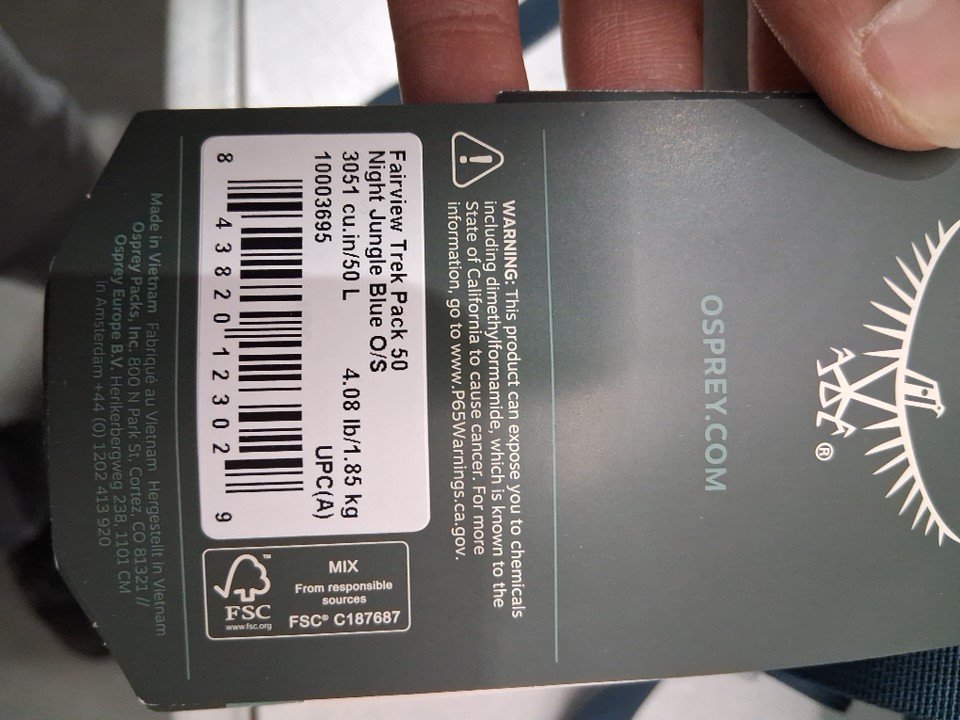 OSPREY.COM
®
WARNING: This product can expose you to chemicals
including dimethylformamide, which is known to the
State of California to cause cancer. For more
information, go to www.P65Warnings.ca.gov.
Fairview Trek Pack 50
Night Jungle Blue O/S
3051 cu.in/50 L 4.08 lb/1.85 kg
10003695 UPC(A)
8 43820 12302 9
FSC
www.fsc.org
MIX
From responsible
sources
FSC® C187687
Made in Vietnam Fabriqué au Vietnam Hergestellt in Vietnam
Osprey Packs, Inc. 800 N Park St. Cortez, CO 81321 //
Osprey Europe B.V. Herikerbergweg 238, 1101 CM
in Amsterdam +44 (0) 1202 413 920